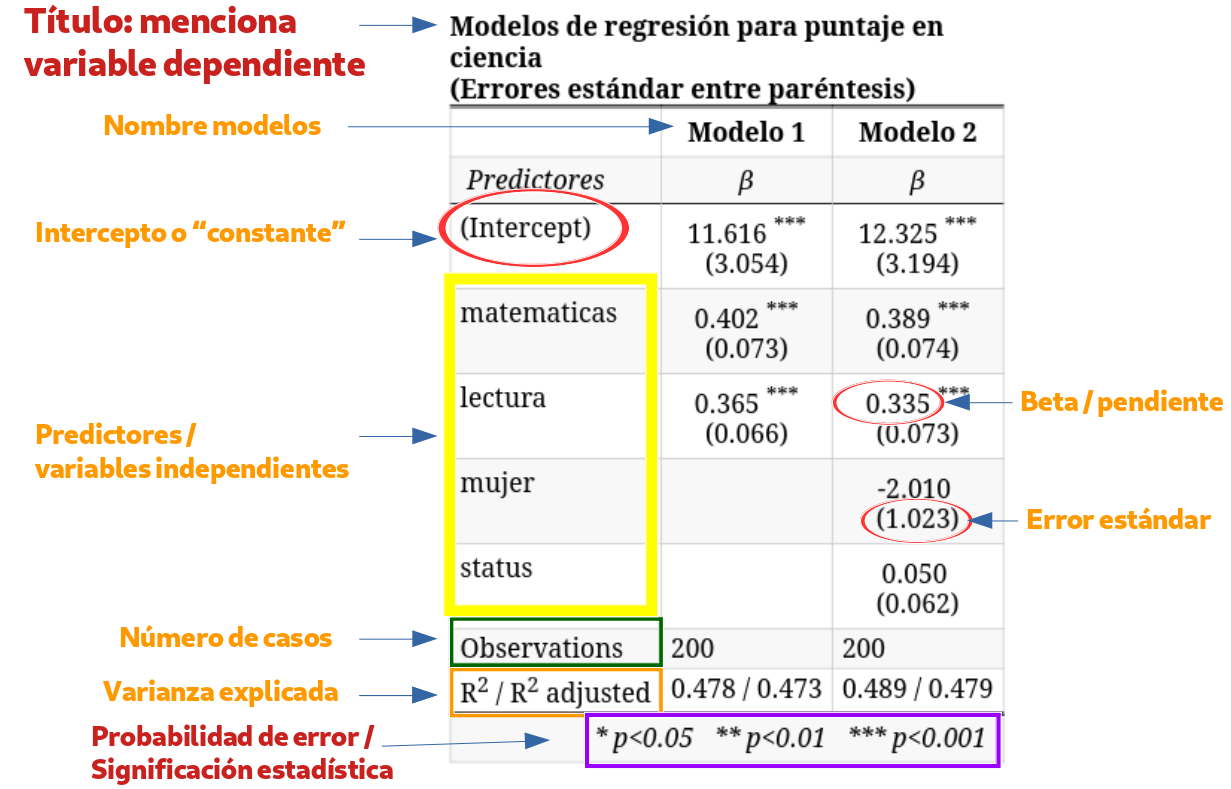 Título: menciona
variable dependiente
Modelos de regresión para puntaje en
ciencia
(Errores estándar entre paréntesis)
Nombre modelos
Modelo 1 Modelo 2
Predictores β β
Intercepto o “constante”
(Intercept) 11.616 *** 12.325 ***
(3.054) (3.194)
matematicas 0.402 *** 0.389 ***
(0.073) (0.074)
lectura 0.365 *** 0.335 ***
(0.066) (0.073)
Beta / pendiente
Predictores /
variables independientes
mujer -2.010
(1.023)
Error estándar
status 0.050
(0.062)
Número de casos
Observations 200 200
Varianza explicada
R² / R² adjusted 0.478 / 0.473 0.489 / 0.479
Probabilidad de error /
Significación estadística
* p<0.05 ** p<0.01 *** p<0.001